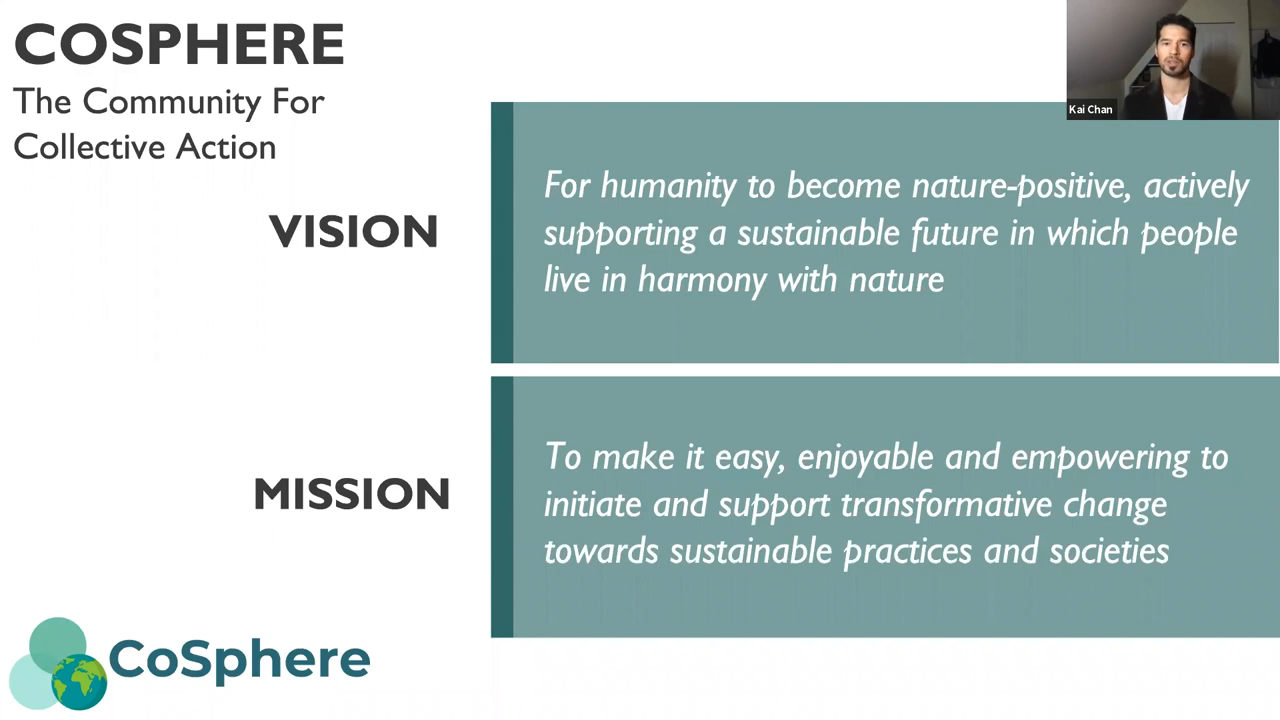 COSPHERE
The Community For
Collective Action
Kai Chan
VISION
For humanity to become nature-positive, actively
supporting a sustainable future in which people
live in harmony with nature
MISSION
To make it easy, enjoyable and empowering to
initiate and support transformative change
towards sustainable practices and societies
CoSphere